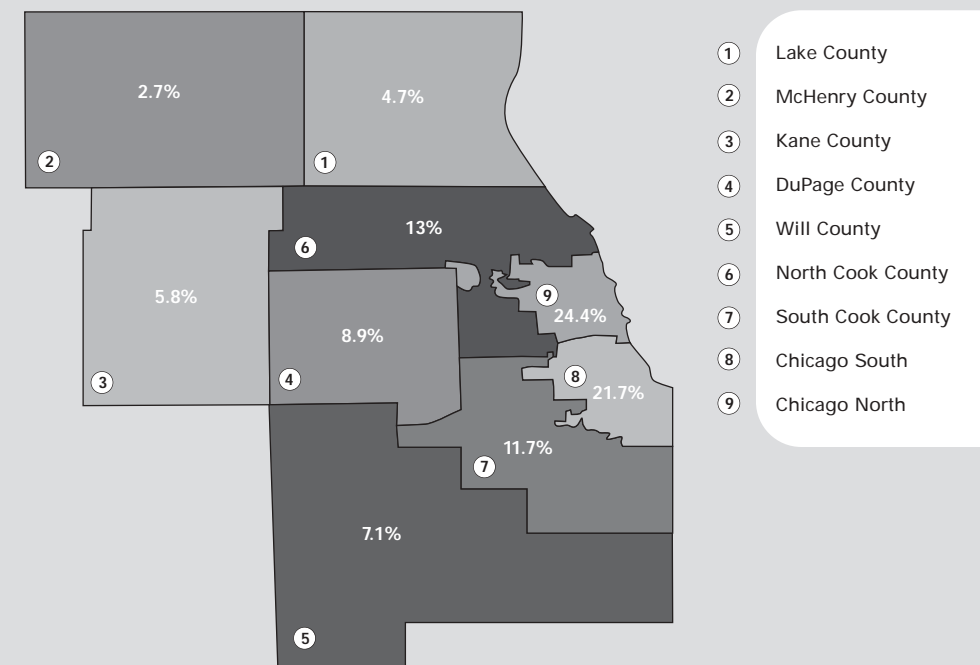 2.7%
4.7%
2
1
13%
6
5.8%
9
24.4%
8.9%
3
4
8
21.7%
11.7%
7
7.1%
5
1 Lake County
2 McHenry County
3 Kane County
4 DuPage County
5 Will County
6 North Cook County
7 South Cook County
8 Chicago South
9 Chicago North